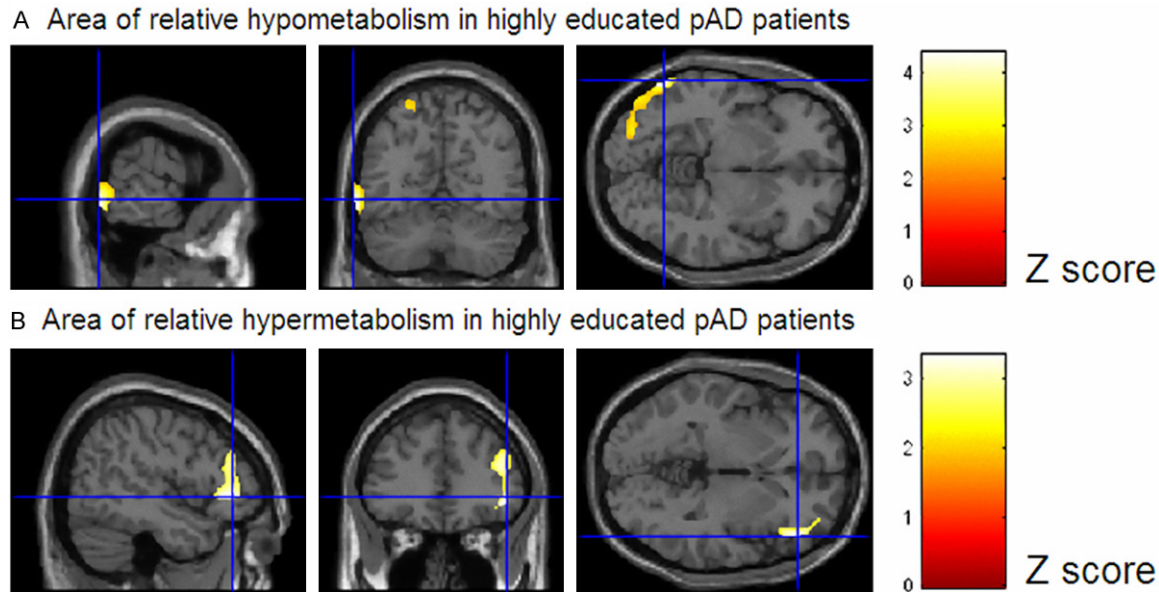 A Area of relative hypometabolism in highly educated pAD patients
4
3
2
1
0
Z score
B Area of relative hypermetabolism in highly educated pAD patients
3
2
1
0
Z score